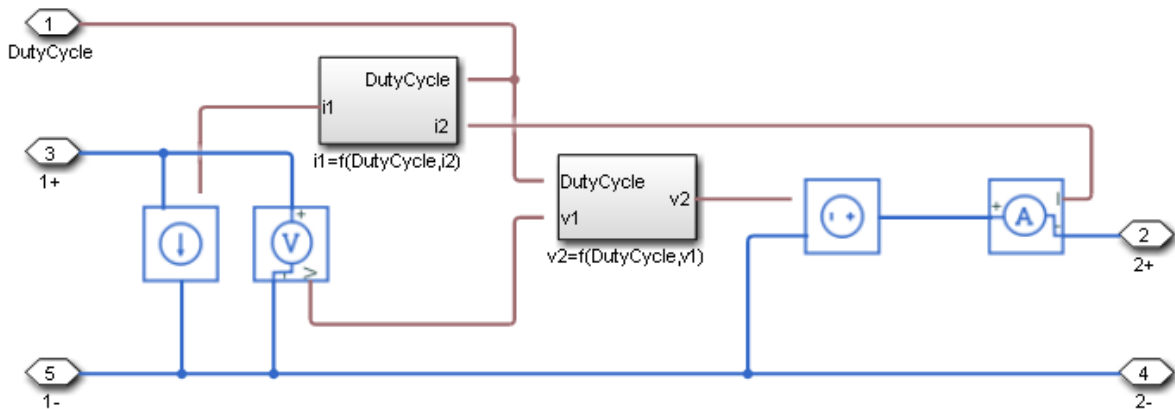 1
DutyCycle
DutyCycle
i1
i2
i1=f(DutyCycle,i2)
3
1+
DutyCycle
v1
v2
v2=f(DutyCycle,v1)
+
V
-
V
- +
+
A
I
-
2
2+
5
1-
4
2-